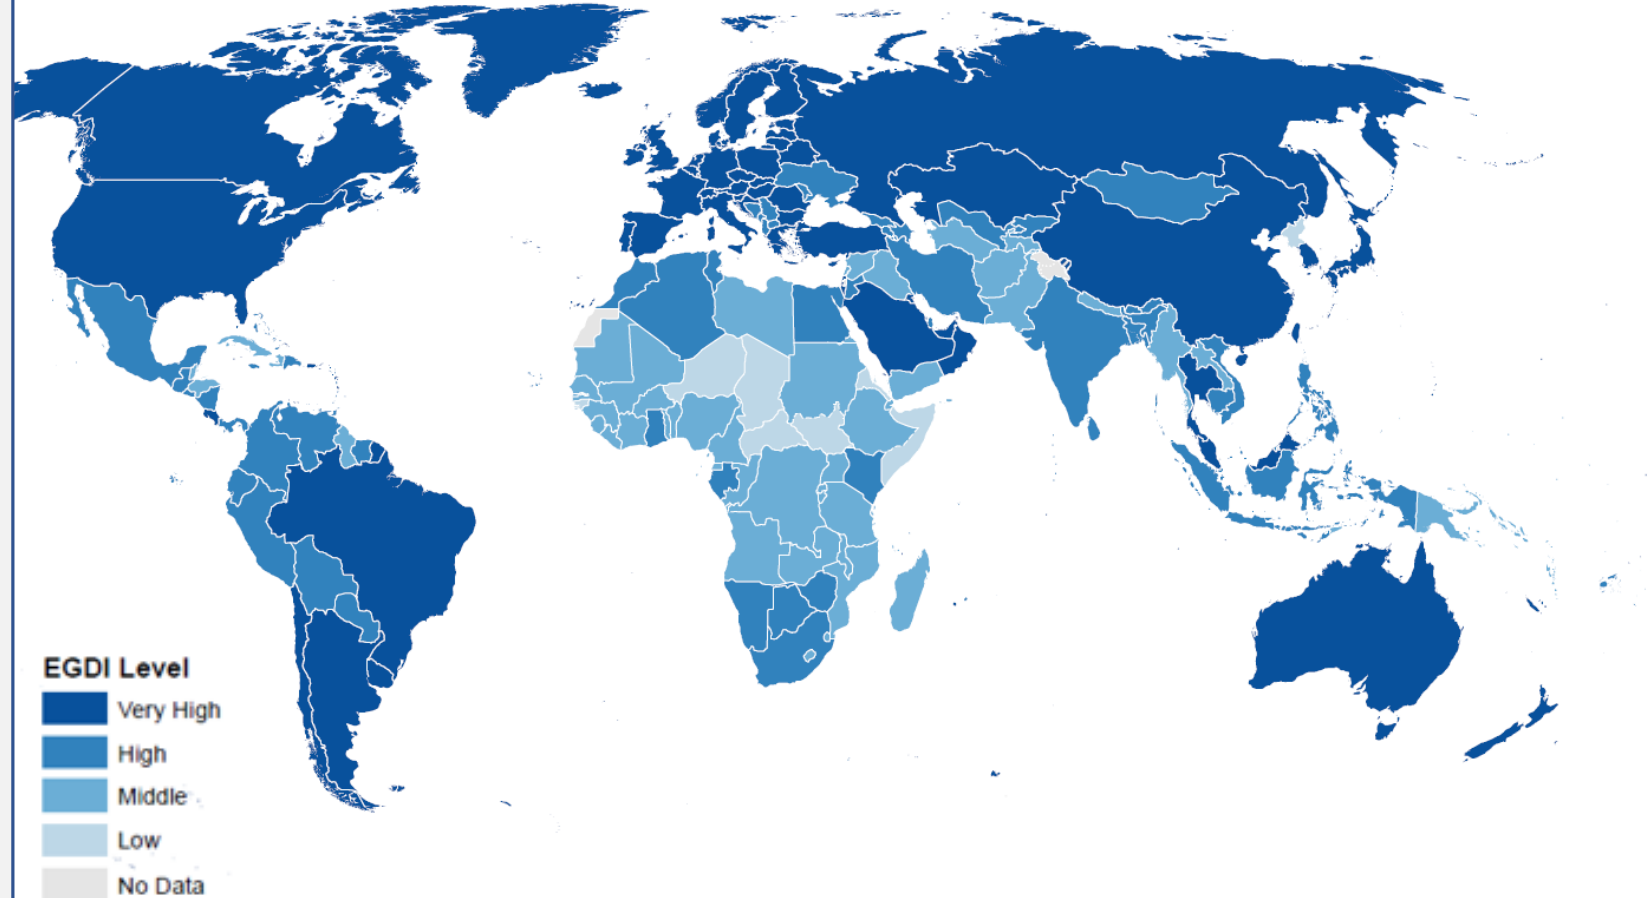 EGDI Level
Very High
High
Middle
Low
No Data